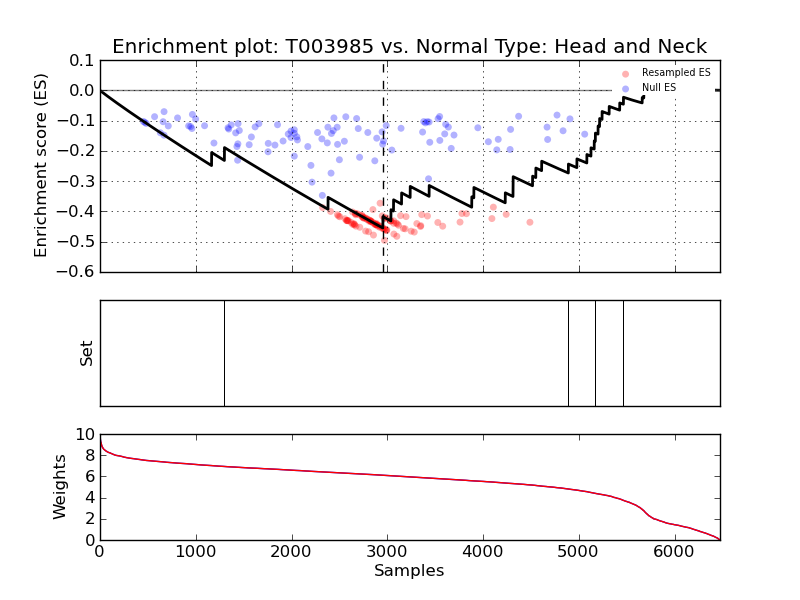 Enrichment plot: T003985 vs. Normal Type: Head and Neck
Enrichment score (ES)
0.1
0.0
−0.1
−0.2
−0.3
−0.4
−0.5
−0.6
Resampled ES
Null ES
Set
Weights
10
8
6
4
2
0
0 1000 2000 3000 4000 5000 6000
Samples